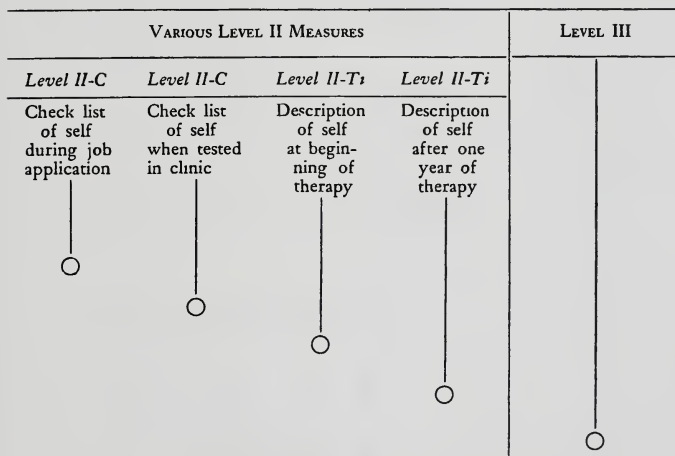 VARIOUS LEVEL II MEASURES
LEVEL III
Level II-C Level II-C Level II-Ti Level II-Ti
Check list
of self
during job
application
Check list
of self
when tested
in clinic
Description
of self
at begin-
ning of
therapy
Description
of self
after one
year of
therapy